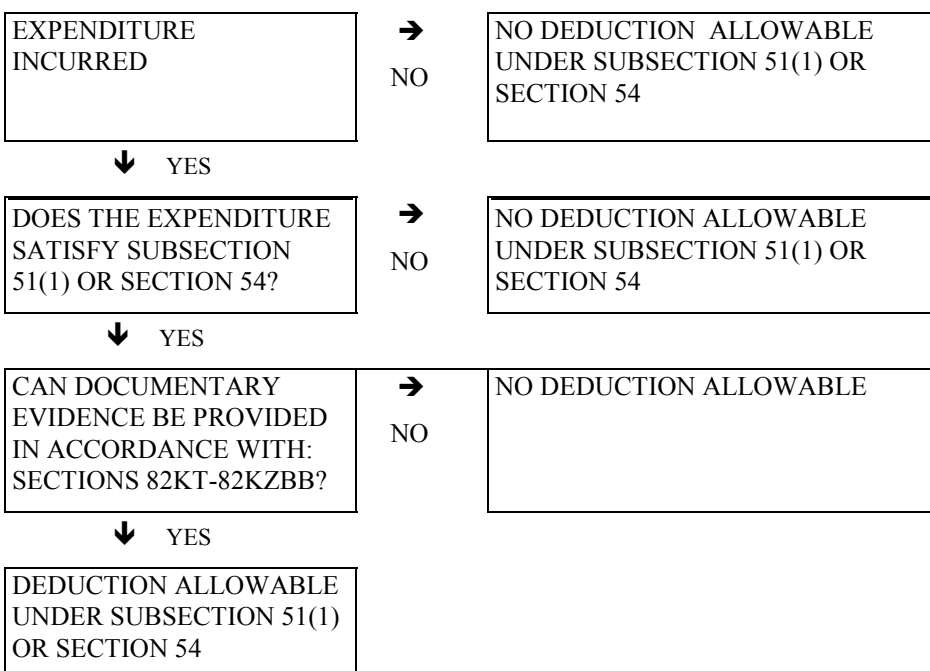 EXPENDITURE
INCURRED
➔
NO
NO DEDUCTION ALLOWABLE
UNDER SUBSECTION 51(1) OR
SECTION 54
🡻 YES
DOES THE EXPENDITURE
SATISFY SUBSECTION
51(1) OR SECTION 54?
➔
NO
NO DEDUCTION ALLOWABLE
UNDER SUBSECTION 51(1) OR
SECTION 54
🡻 YES
CAN DOCUMENTARY
EVIDENCE BE PROVIDED
IN ACCORDANCE WITH:
SECTIONS 82KT-82KZBB?
➔
NO
NO DEDUCTION ALLOWABLE
🡻 YES
DEDUCTION ALLOWABLE
UNDER SUBSECTION 51(1)
OR SECTION 54